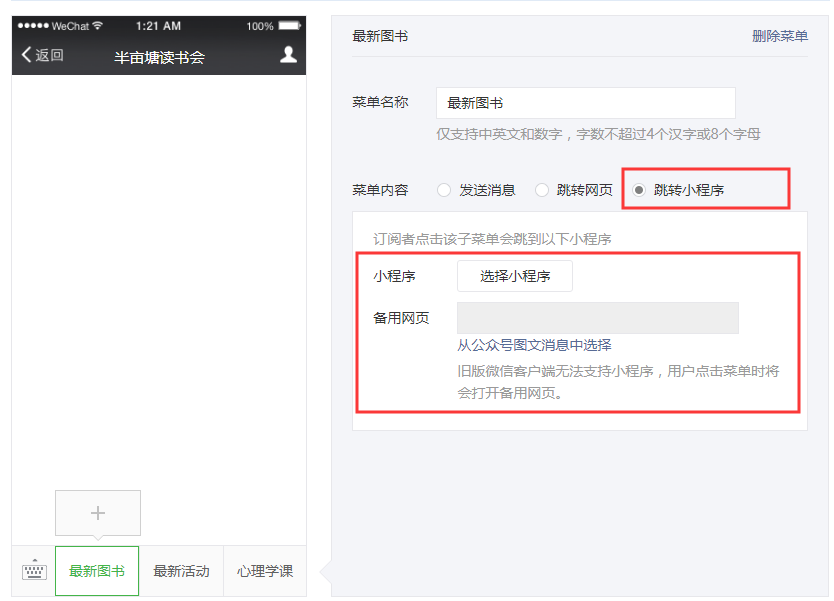 WeChat 1:21 AM 100%
返回 半亩塘读书会
+
最新图书 最新活动 心理学课
最新图书 删除菜单
菜单名称 最新图书
仅支持中英文和数字，字数不超过4个汉字或8个字母
菜单内容 发送消息 跳转网页 跳转小程序
订阅者点击该子菜单会跳到以下小程序
小程序 选择小程序
备用网页
从公众号图文消息中选择
旧版微信客户端无法支持小程序，用户点击菜单时将
会打开备用网页。